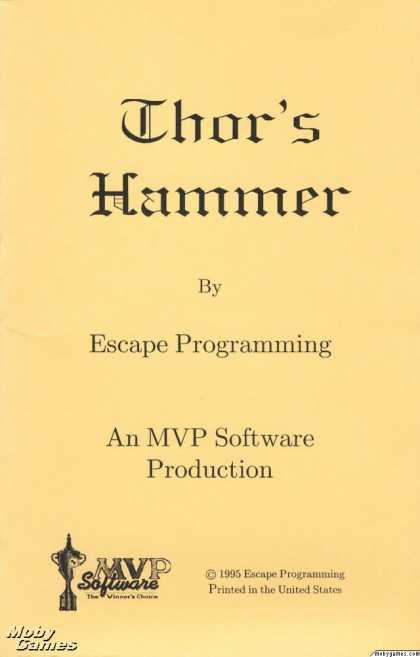 Thor's
Hammer
By
Escape Programming
An MVP Software
Production
MVP
Software
The Winner's Choice
© 1995 Escape Programming
Printed in the United States
Moby
Games
/mobygames.com/